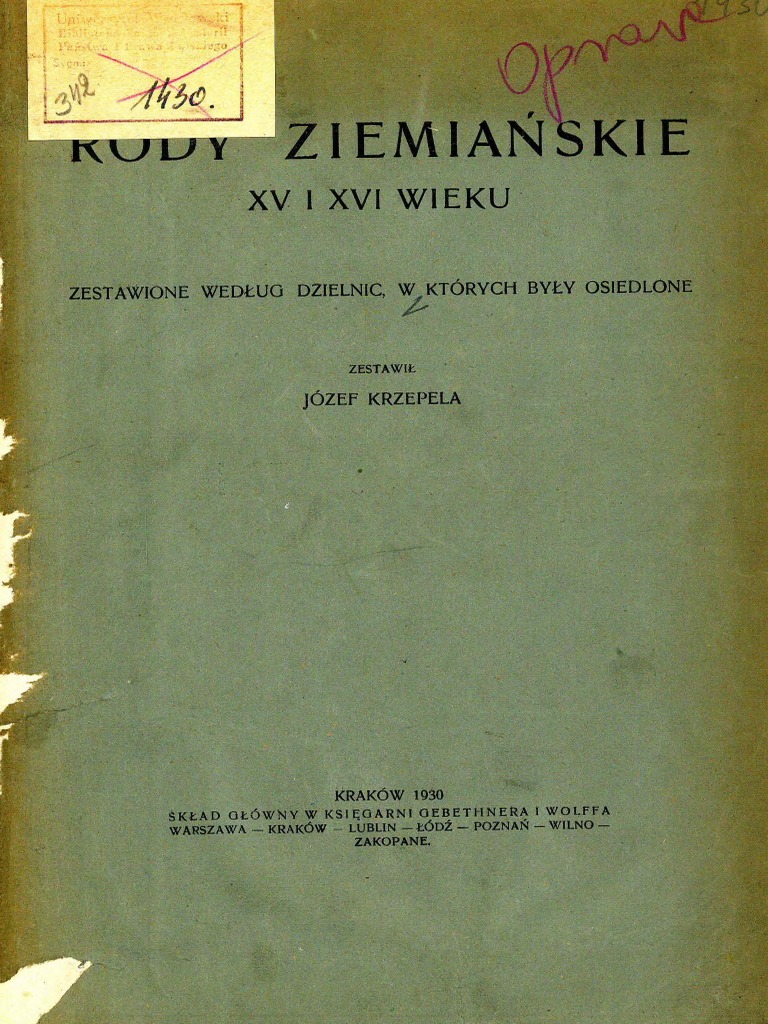 Opraw
342
1430.
RODY ZIEMIAŃSKIE
XV I XVI WIEKU
ZESTAWIONE WEDŁUG DZIELNIC, W KTÓRYCH BYŁY OSIEDLONE
ZESTAWIŁ
JÓZEF KRZEPELA
KRAKÓW 1930
SKŁAD GŁÓWNY W KSIĘGARNI GEBETHNERA I WOLFFA
WARSZAWA — KRAKÓW — LUBLIN — ŁÓDŹ — POZNAŃ — WILNO —
ZAKOPANE.